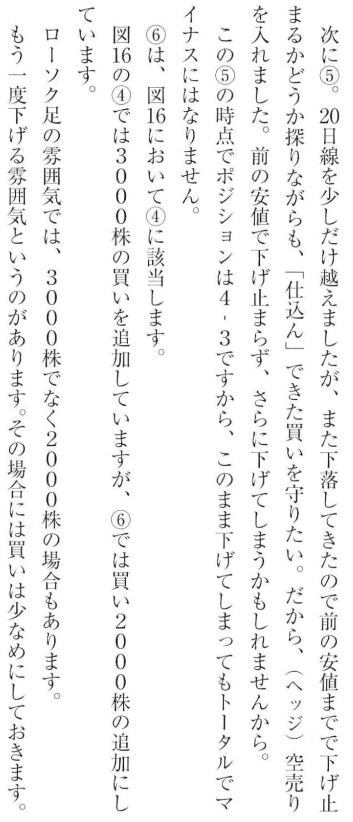 次に⑤。20日線を少しだけ越えましたが、また下落してきたので前の安値までで下げ止
まるかどうか探りながらも、「仕込ん」できた買いを守りたい。だから、（ヘッジ）空売り
を入れました。前の安値で下げ止まらず、さらに下げてしまうかもしれませんから。
この⑤の時点でポジションは４‐３ですから、このまま下げてしまってもトータルでマ
イナスにはなりません。
⑥は、図16において④に該当します。
図16の④では３０００株の買いを追加していますが、⑥では買い２０００株の追加にし
ています。
ローソク足の雰囲気では、３０００株でなく２０００株の場合もあります。
もう一度下げる雰囲気というのがあります。その場合には買いは少なめにしておきます。